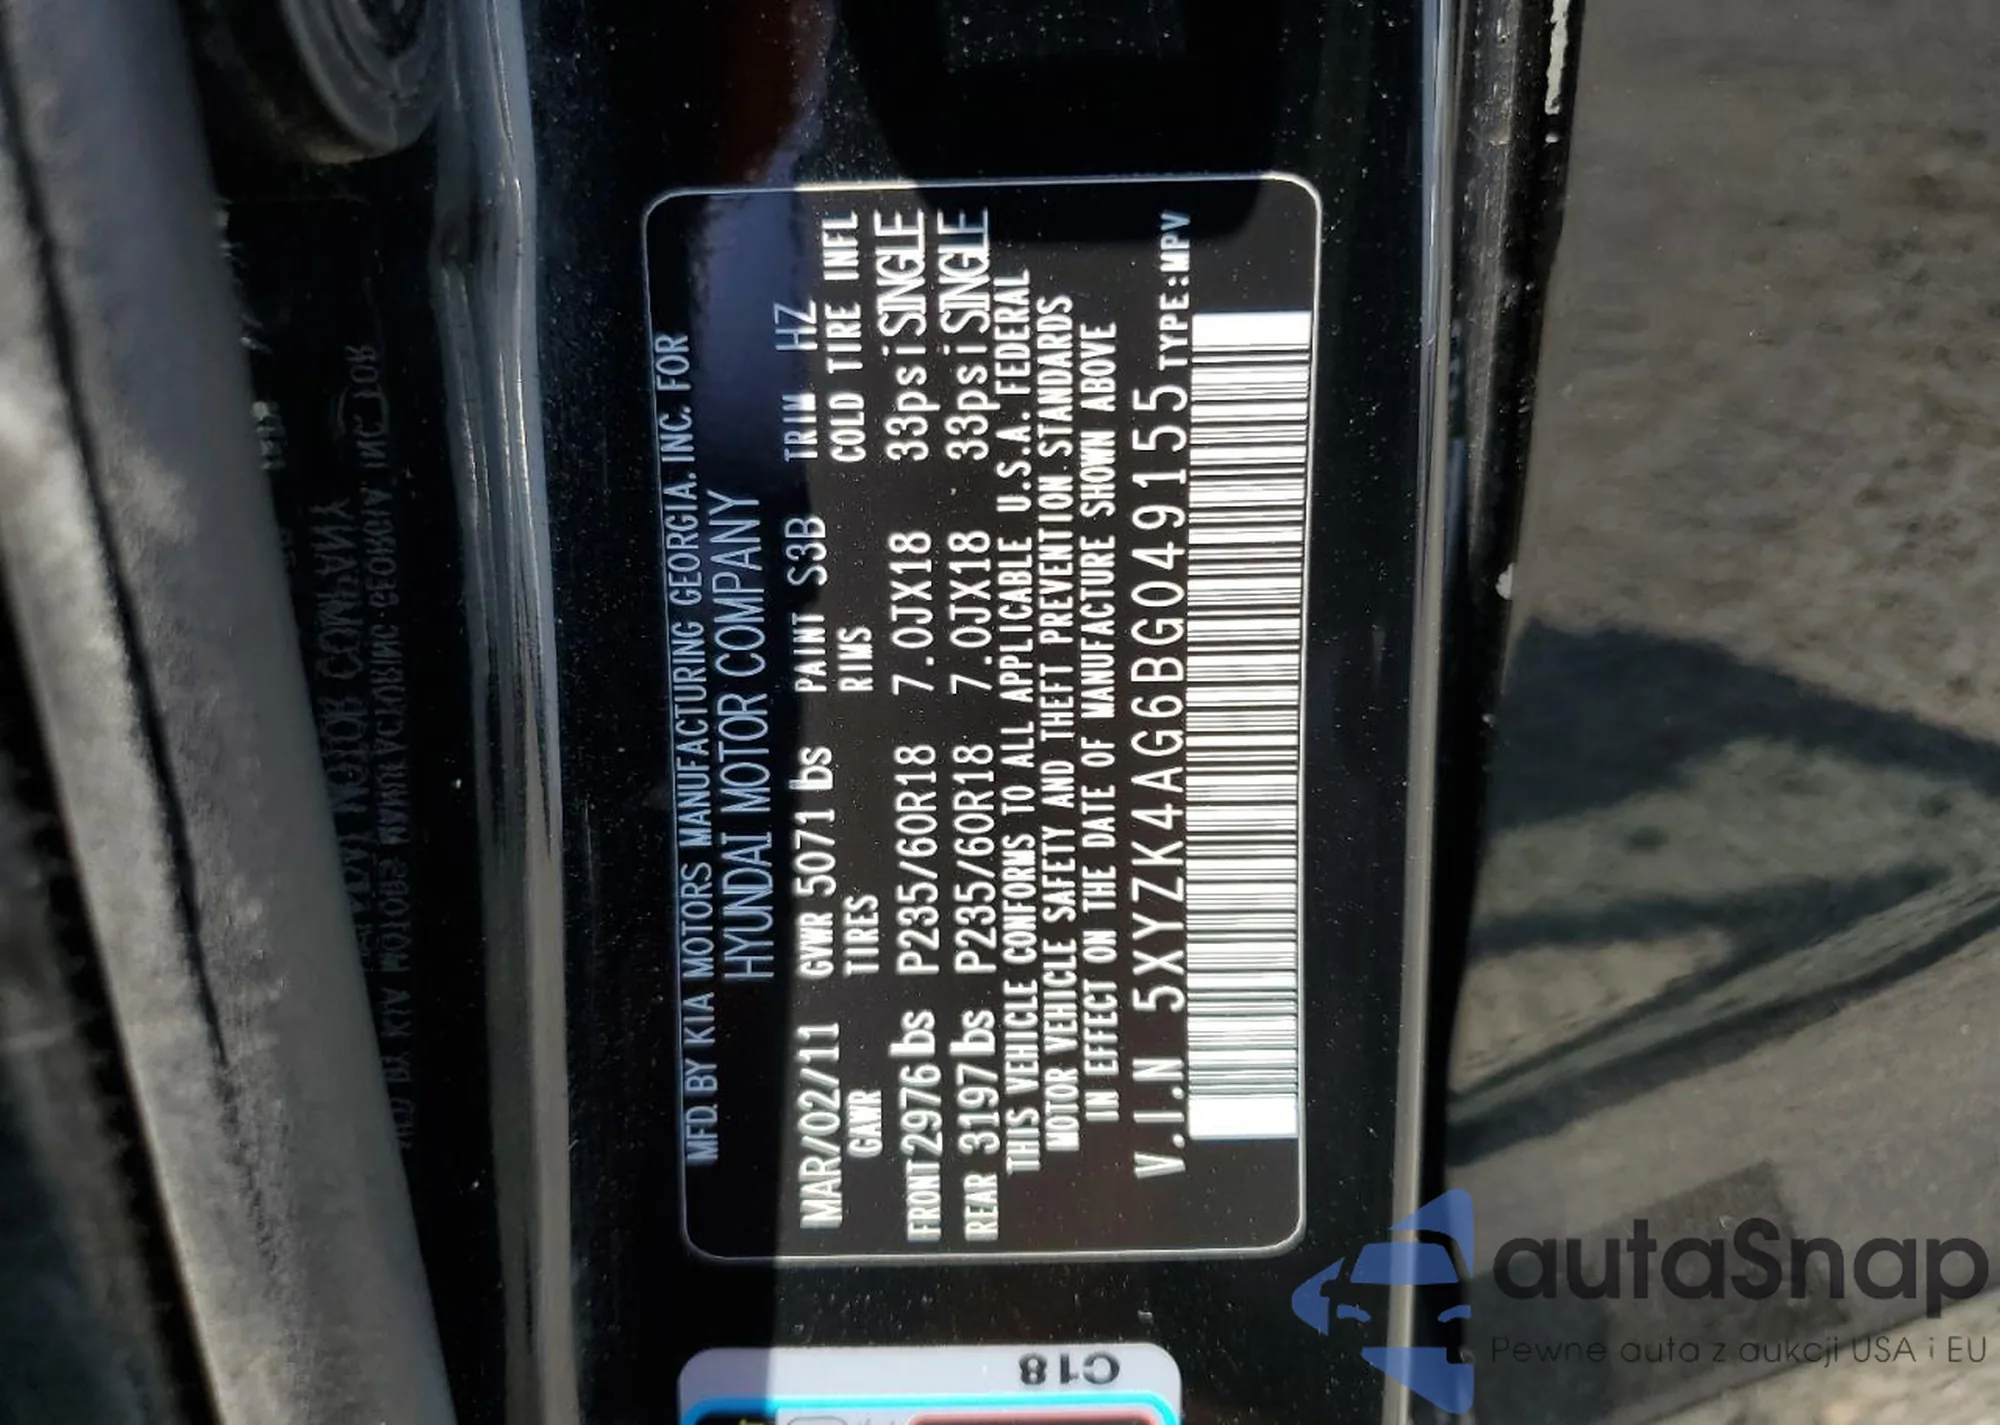 MFD. BY KIA MOTORS MANUFACTURING GEORGIA. INC. FOR
HYUNDAI MOTOR COMPANY
MAR/02/11 GVWR 5071 lbs PAINT S3B TRIM HZ
GAWR TIRES RIMS COLD TIRE INFL
FRONT 2976 lbs P235/60R18 7.0JX18 33psi SINGLE
REAR 3197 lbs P235/60R18 7.0JX18 33psi SINGLE
THIS VEHICLE CONFORMS TO ALL APPLICABLE U.S.A. FEDERAL
MOTOR VEHICLE SAFETY AND THEFT PREVENTION STANDARDS
IN EFFECT ON THE DATE OF MANUFACTURE SHOWN ABOVE
V.I.N 5XYZK4AG6BG049155 TYPE:MPV
C18
autaSnap
Pewne auta z aukcji USA i EU